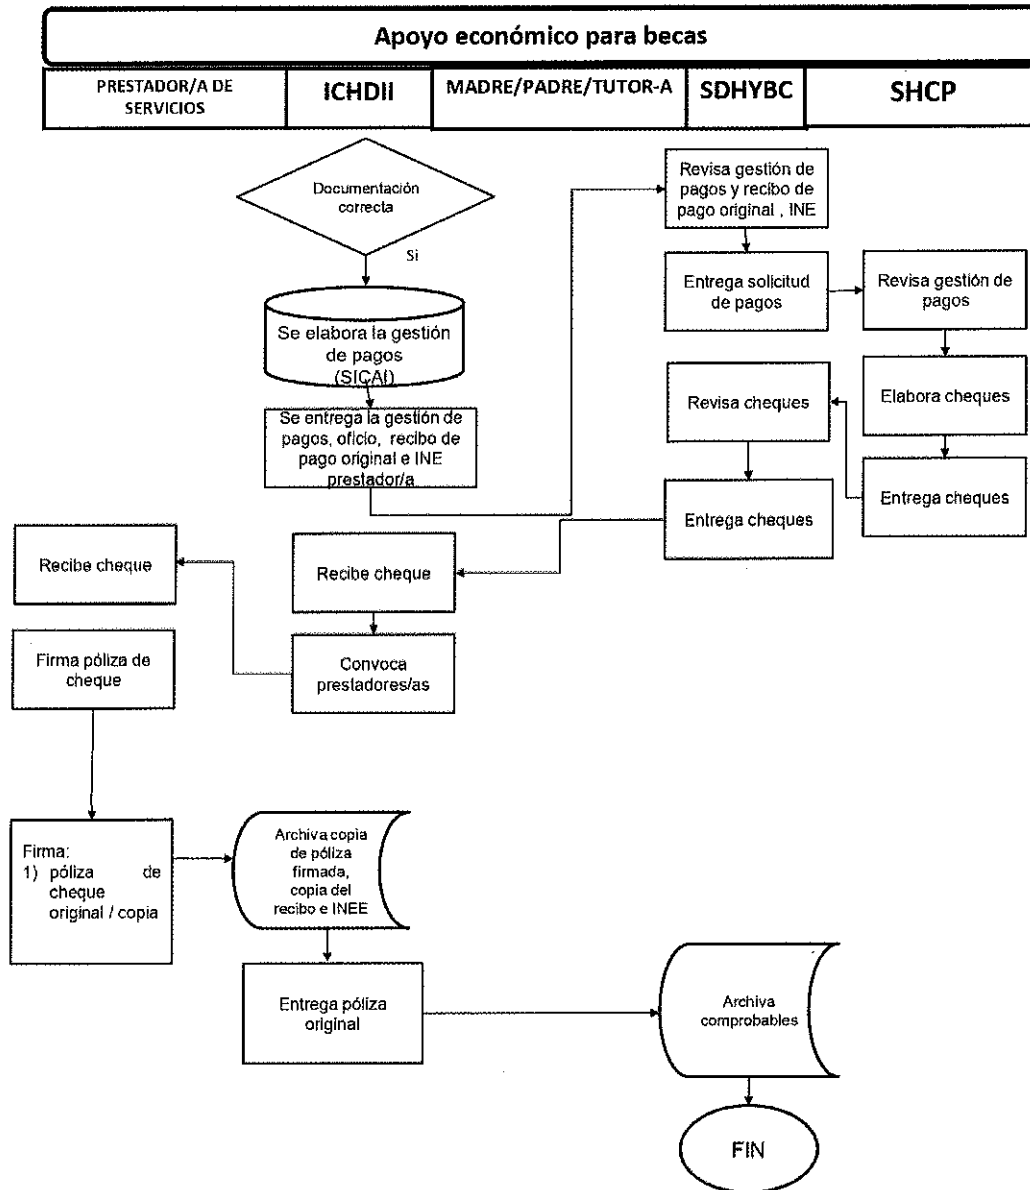 Apoyo económico para becas
PRESTADOR/A DE
SERVICIOS
ICHDII
MADRE/PADRE/TUTOR-A
SDHYBC
SHCP
Documentación
correcta
Si
Se elabora la gestión
de pagos
(SICAI)
Se entrega la gestión de
pagos, oficio, recibo de
pago original e INE
prestador/a
Revisa gestión de
pagos y recibo de
pago original , INE
Entrega solicitud
de pagos
Revisa gestión de
pagos
Elabora cheques
Entrega cheques
Revisa cheques
Entrega cheques
Recibe cheque
Convoca
prestadores/as
Recibe cheque
Firma póliza de
cheque
Firma:
1) póliza de
cheque
original / copia
Archiva copia
de póliza
firmada,
copia del
recibo e INEE
Entrega póliza
original
Archiva
comprobables
FIN